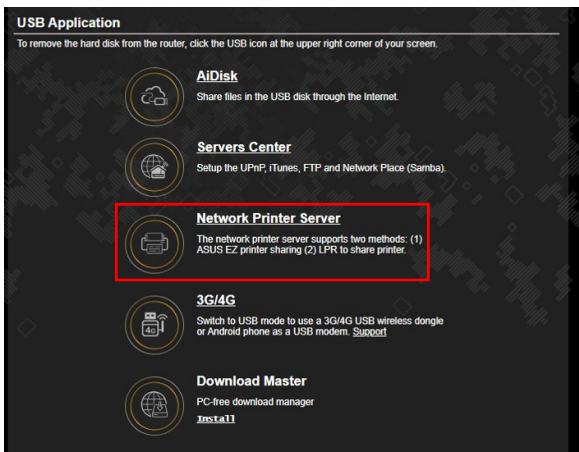 USB Application
To remove the hard disk from the router, click the USB icon at the upper right corner of your screen.
AiDisk
Share files in the USB disk through the Internet.
Servers Center
Setup the UPnP, iTunes, FTP and Network Place (Samba).
Network Printer Server
The network printer server supports two methods: (1)
ASUS EZ printer sharing (2) LPR to share printer.
3G/4G
4G
Switch to USB mode to use a 3G/4G USB wireless dongle
or Android phone as a USB modem. Support
Download Master
PC-free download manager
Install